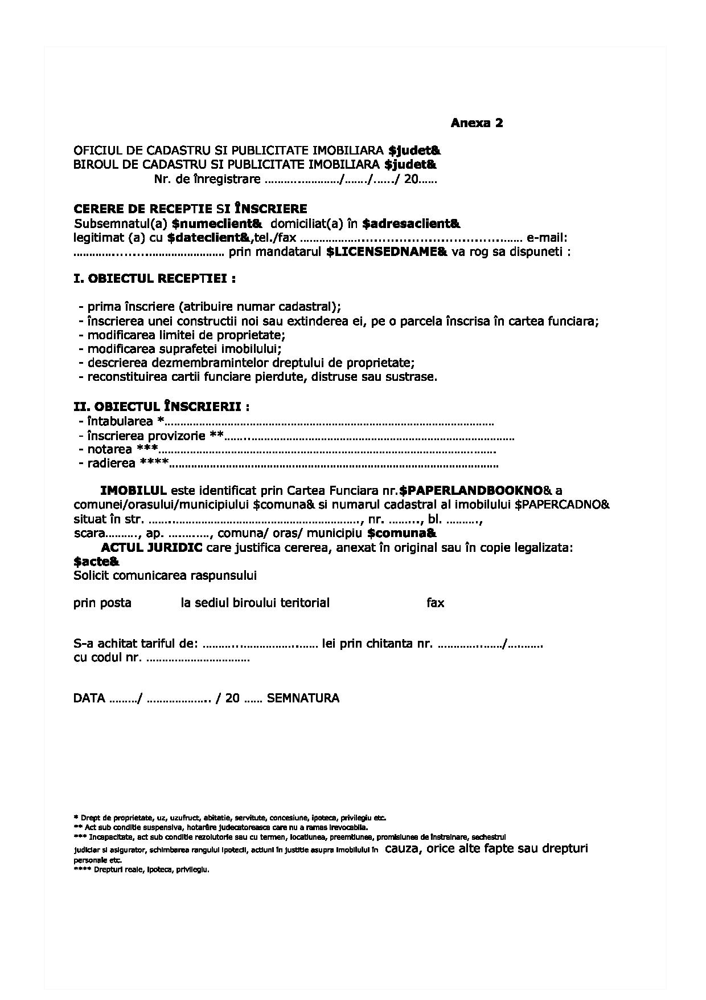 Anexa 2
OFICIUL DE CADASTRU SI PUBLICITATE IMOBILIARA $judet&
BIROUL DE CADASTRU SI PUBLICITATE IMOBILIARA $judet&
Nr. de înregistrare ......................../......./....../ 20......
CERERE DE RECEPTIE SI ÎNSCRIERE
Subsemnatul(a) $numeclient& domiciliat(a) în $adresaclient&
legitimat (a) cu $dateclient&,tel./fax ............................................................ e-mail:
................................................ prin mandatarul $LICENSEDNAME& va rog sa dispuneti :
I. OBIECTUL RECEPTIEI :
- prima înscriere (atribuire numar cadastral);
- înscrierea unei constructii noi sau extinderea ei, pe o parcela înscrisa în cartea funciara;
- modificarea limitei de proprietate;
- modificarea suprafetei imobilului;
- descrierea dezmembramintelor dreptului de proprietate;
- reconstituirea cartii funciare pierdute, distruse sau sustrase.
II. OBIECTUL ÎNSCRIERII :
- întabularea *........................................................................................................
- înscrierea provizorie **...........................................................................................
- notarea ***..........................................................................................................
- radierea ****........................................................................................................
IMOBILUL este identificat prin Cartea Funciara nr.$PAPERLANDBOOKNO& a
comunei/orasului/municipiului $comuna& si numarul cadastral al imobilului $PAPERCADNO&
situat în str. .................................................................., nr. ........., bl. ..........,
scara.........., ap. ............., comuna/ oras/ municipiu $comuna&
ACTUL JURIDIC care justifica cererea, anexat în original sau în copie legalizata:
$acte&
Solicit comunicarea raspunsului
prin posta la sediul biroului teritorial fax
S-a achitat tariful de: .................................... lei prin chitanta nr. ..................../...........
cu codul nr. .................................
DATA ........./ .................... / 20 ...... SEMNATURA
* Drept de proprietate, uz, uzufruct, abitatie, servitute, concesiune, ipoteca, privilegiu etc.
** Act sub conditie suspensiva, hotarâre judecatoreasca care nu a ramas irevocabila.
*** Incapacitate, act sub conditie rezolutorie sau cu termen, locatiunea, preemtiunea, promisiunea de înstrainare, sechestrul
judiciar si asigurator, schimbarea rangului ipotecii, actiuni în justitie asupra imobilului în cauza, orice alte fapte sau drepturi
personale etc.
**** Drepturi reale, ipoteca, privilegiu.